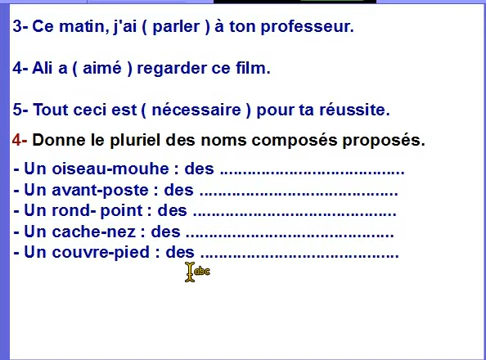 3- Ce matin, j'ai ( parler ) à ton professeur.
4- Ali a ( aimé ) regarder ce film.
5- Tout ceci est ( nécessaire ) pour ta réussite.
4- Donne le pluriel des noms composés proposés.
- Un oiseau-mouhe : des ........................................
- Un avant-poste : des ...........................................
- Un rond- point : des ............................................
- Un cache-nez : des .............................................
- Un couvre-pied : des ...........................................
abc